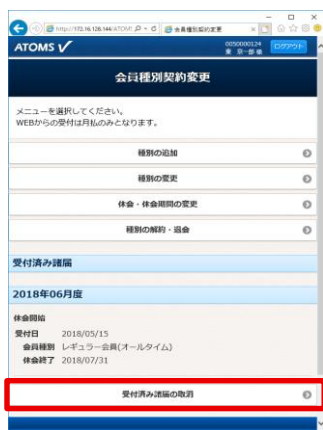 http://172.16.128.144/ATOM
会員種別契約変更
ATOMS
0050000124
東 京一郎 様
ログアウト
会員種別契約変更
メニューを選択してください。
WEBからの受付は月払のみとなります。
種別の追加
種別の変更
休会・休会期間の変更
種別の解約・退会
受付済み諸届
2018年06月度
休会開始
受付日 2018/05/15
会員種別 レギュラー会員(オールタイム)
休会終了 2018/07/31
受付済み諸届の取消